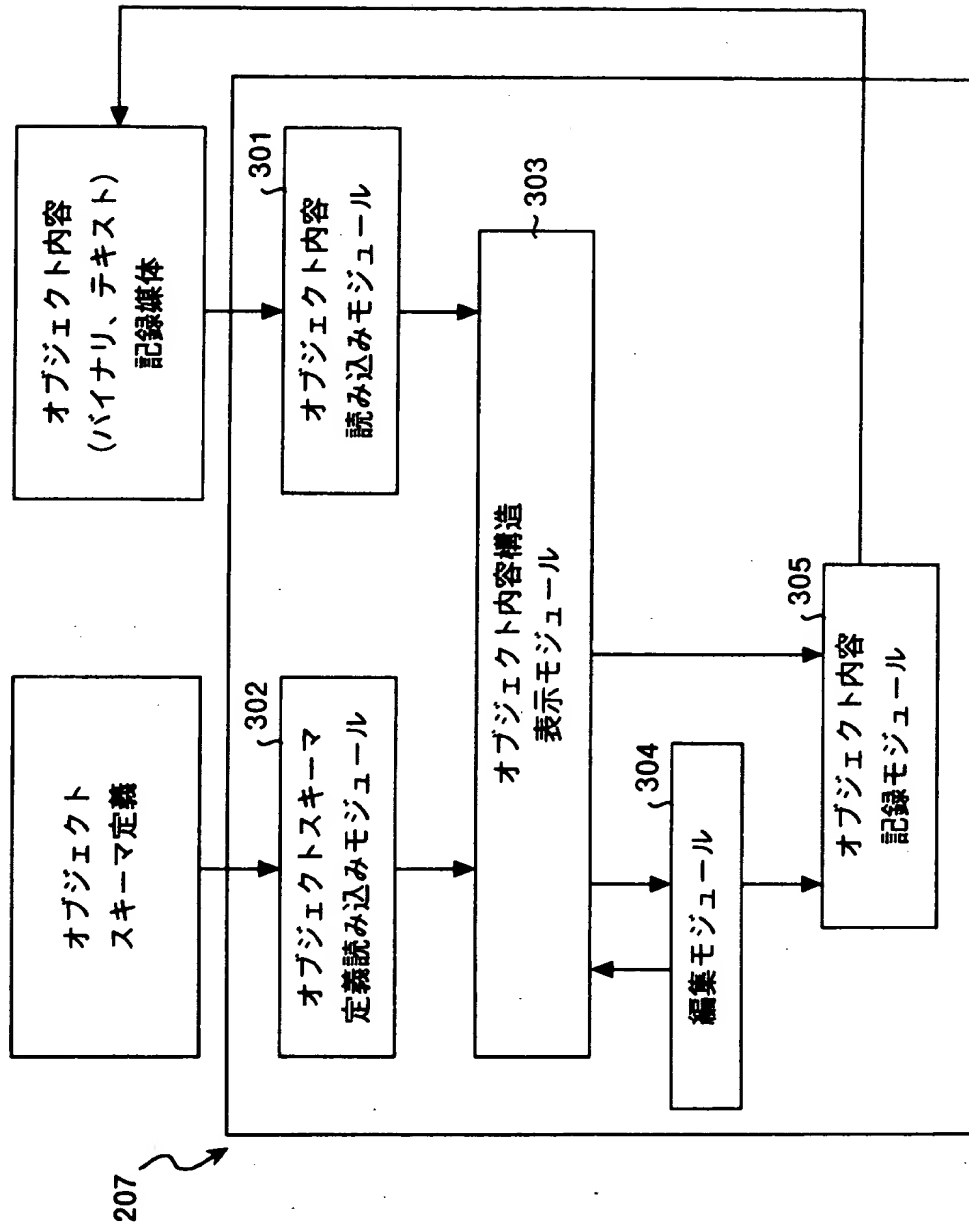 207
オブジェクト
スキーマ定義
オブジェクト内容
(バイナリ、テキスト)
記録媒体
302
オブジェクトスキーマ
定義読み込みモジュール
301
オブジェクト内容
読み込みモジュール
303
オブジェクト内容構造
表示モジュール
304
編集モジュール
305
オブジェクト内容
記録モジュール